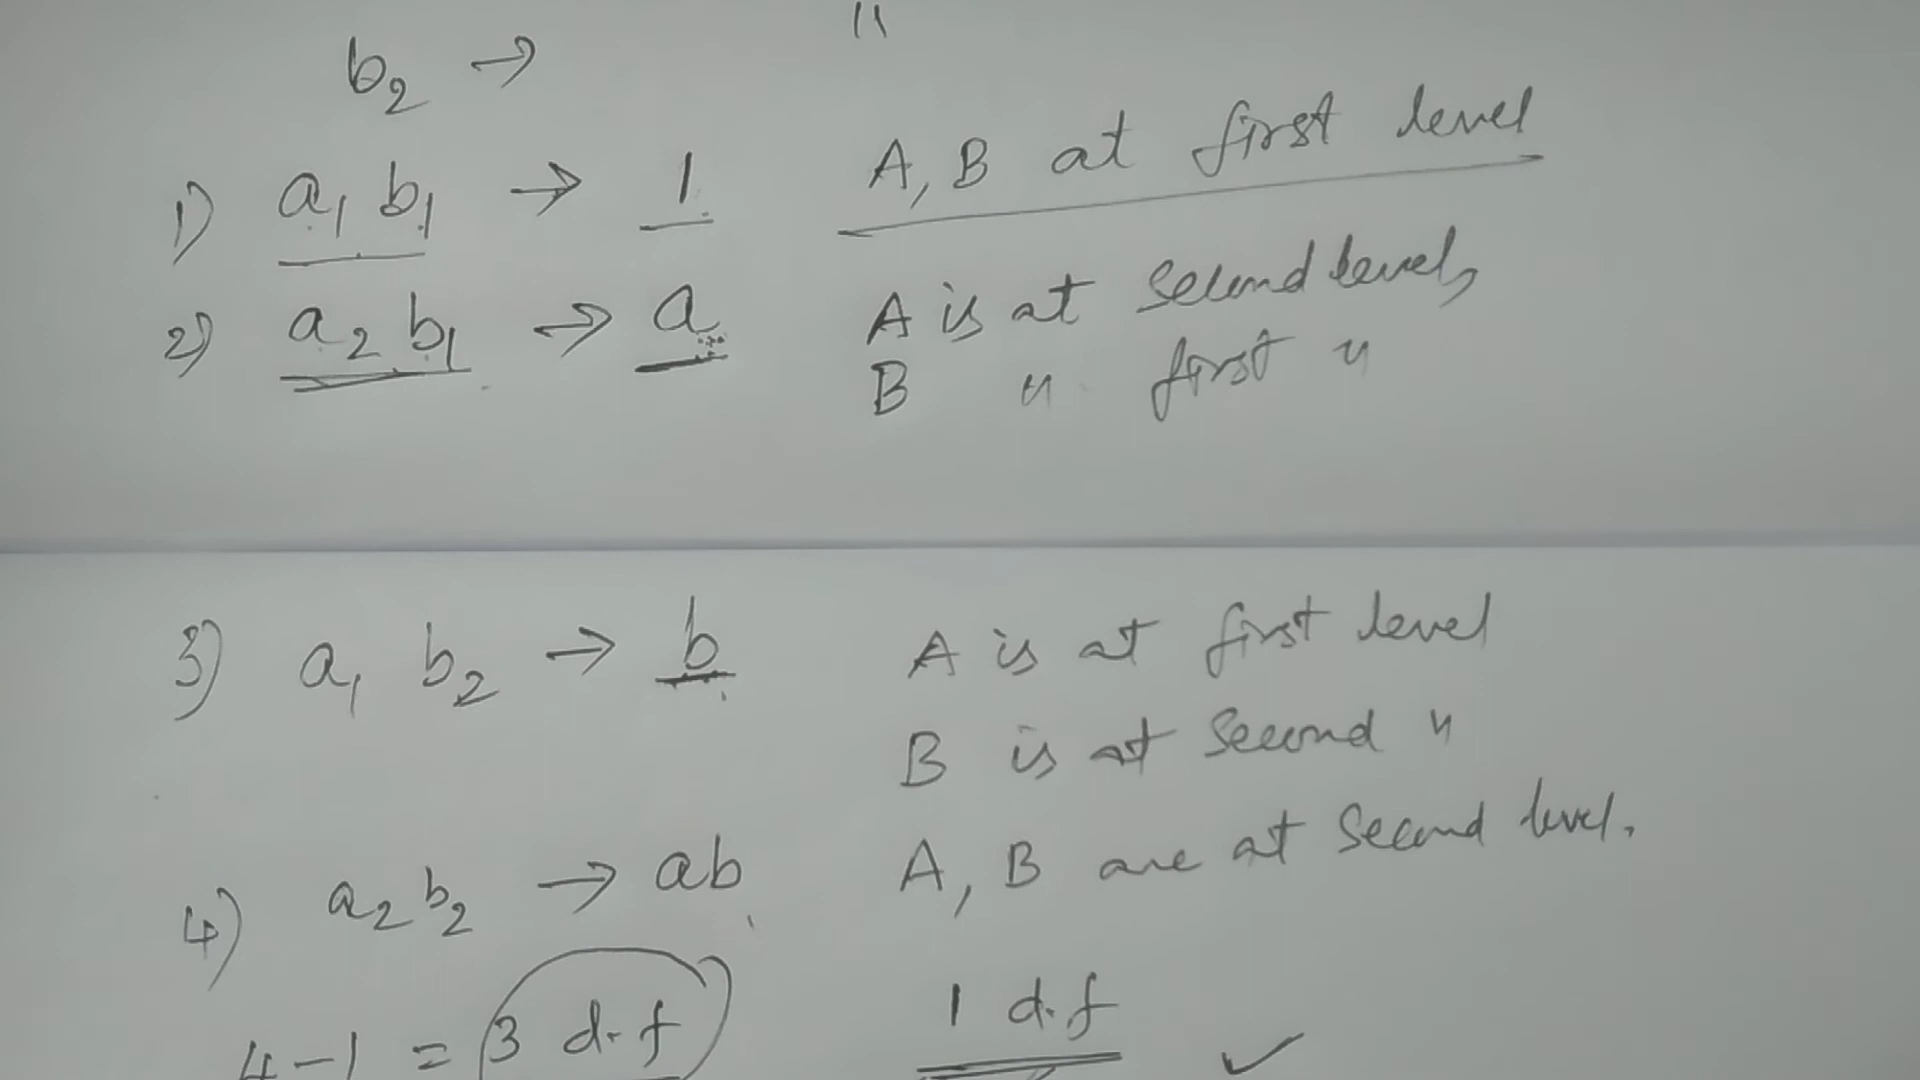 b₂ → "
1) a₁ b₁ → 1 A, B at first level
2) a₂ b₁ → a A is at second level,
B " first "
3) a₁ b₂ → b A is at first level
B is at second "
4) a₂ b₂ → ab A, B are at second level.
4-1 = 3 d.f 1 d.f ✓